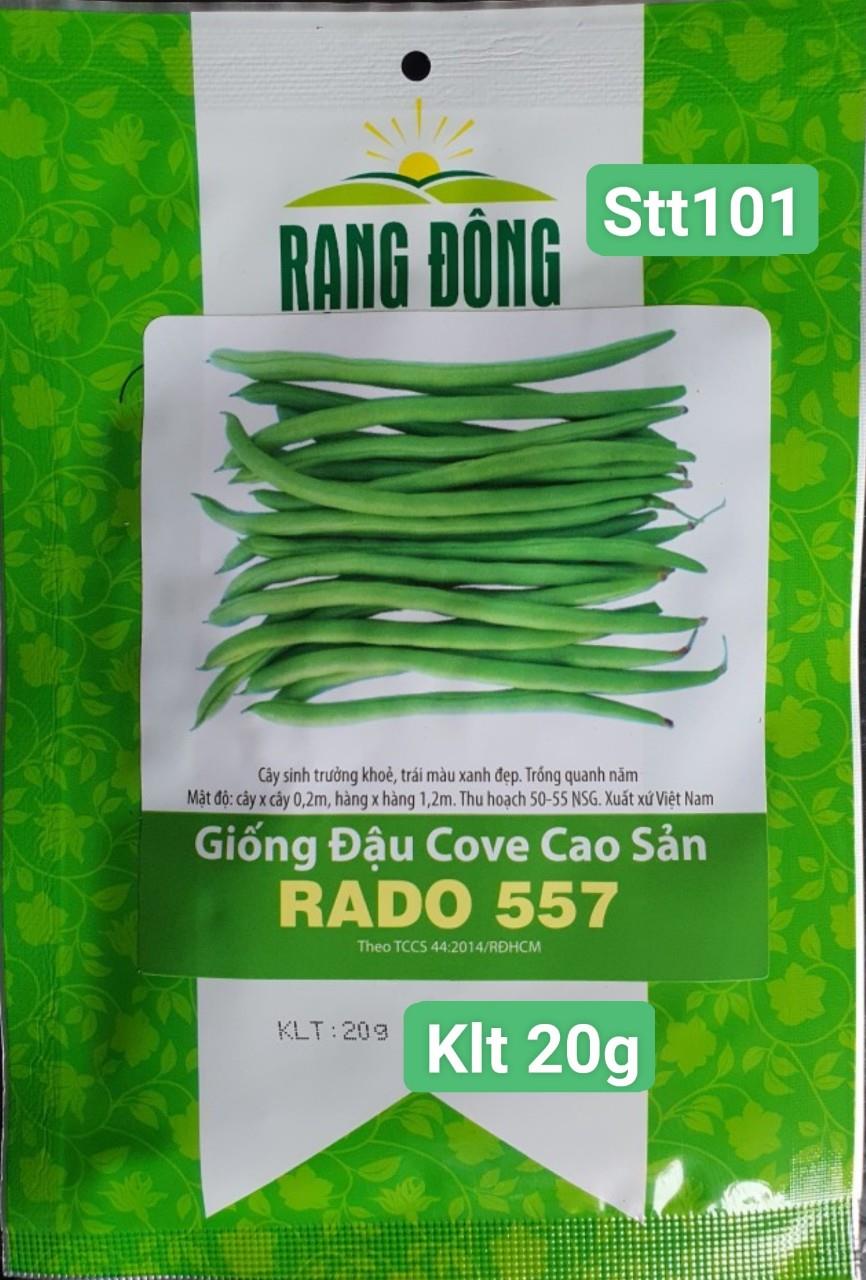 Stt101
RẠNG ĐÔNG
Cây sinh trưởng khoẻ, trái màu xanh đẹp. Trồng quanh năm
Mật độ: cây x cây 0,2m, hàng x hàng 1,2m. Thu hoạch 50-55 NSG. Xuất xứ Việt Nam
Giống Đậu Cove Cao Sản
RADO 557
Theo TCCS 44:2014/RĐHCM
KLT:20g
Klt 20g